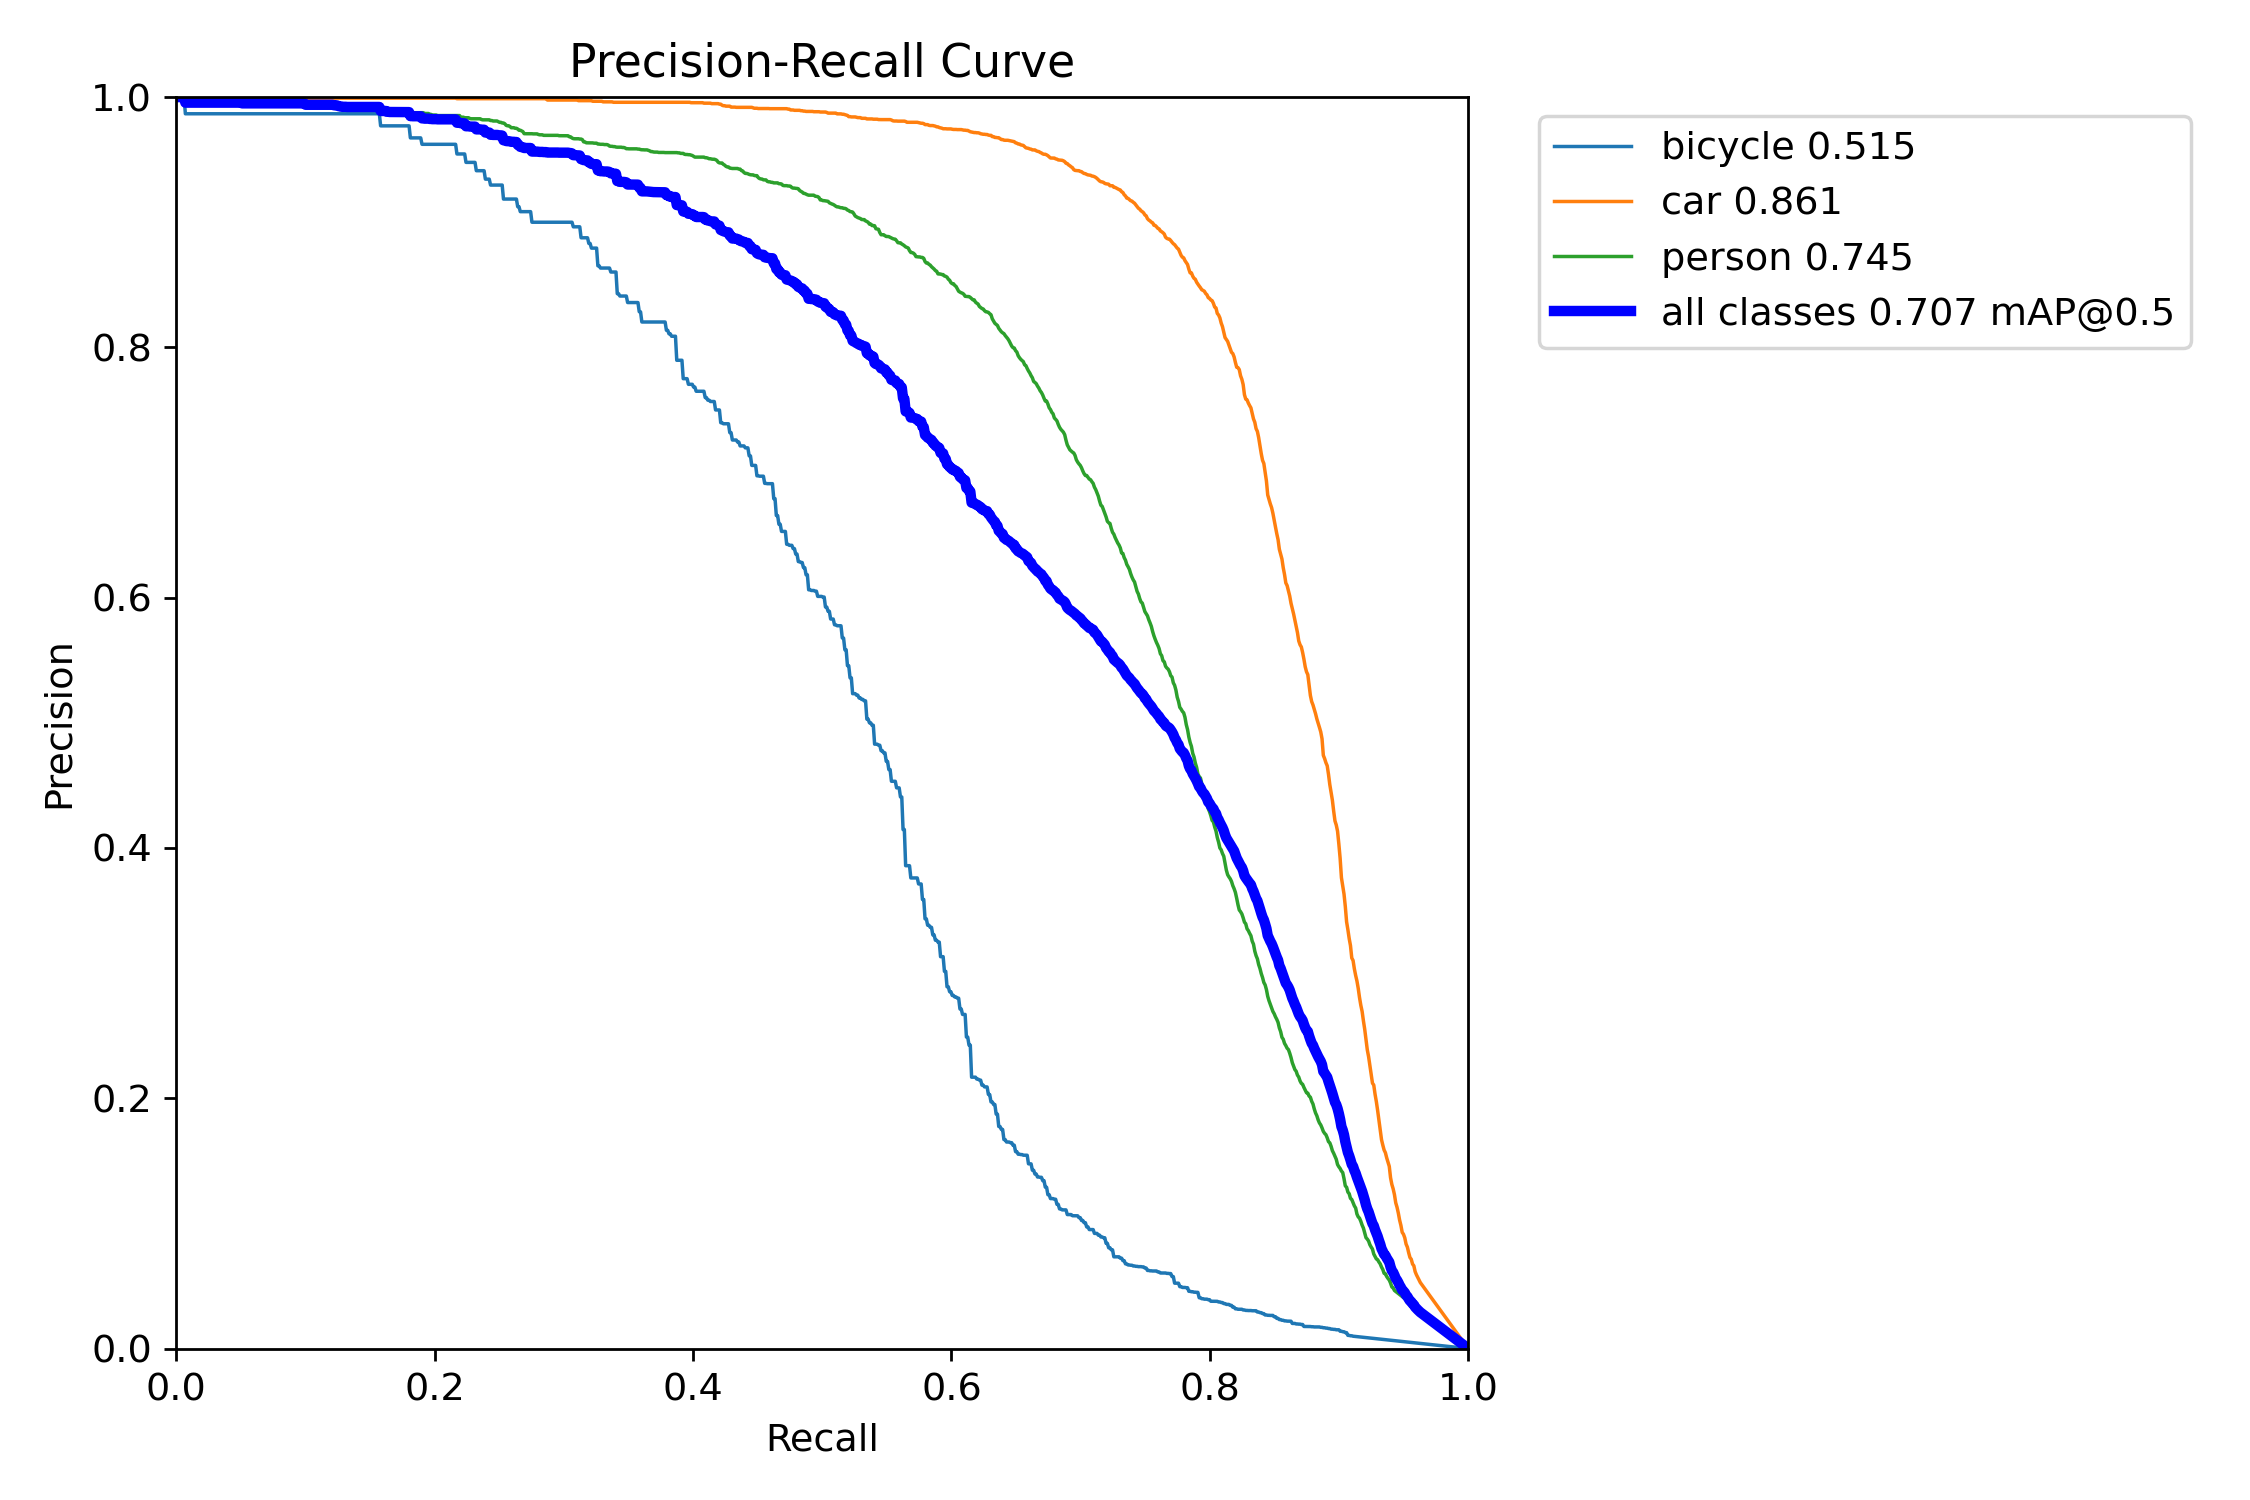 Precision-Recall Curve
1.0
0.8
0.6
0.4
0.2
0.0
Precision
0.0 0.2 0.4 0.6 0.8 1.0
Recall
bicycle 0.515
car 0.861
person 0.745
all classes 0.707 mAP@0.5